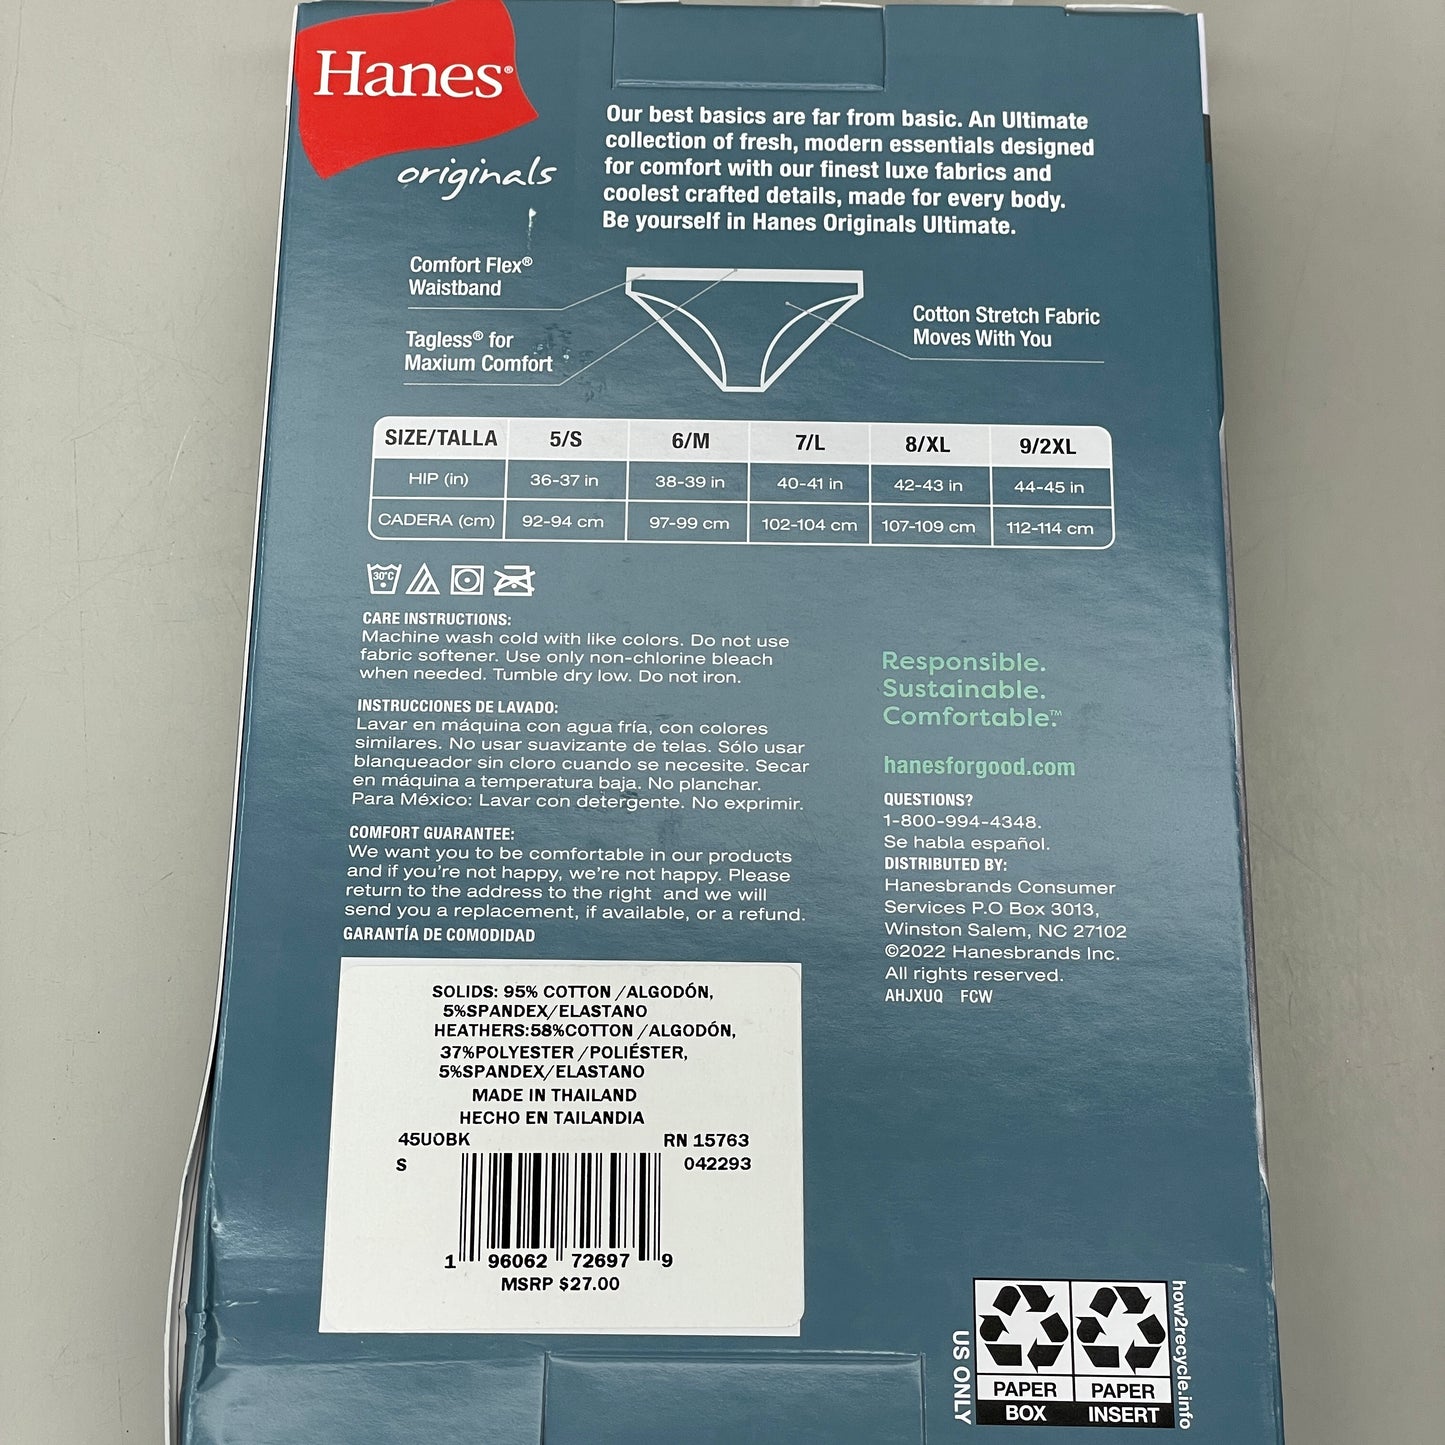 Hanes®
originals
Our best basics are far from basic. An Ultimate
collection of fresh, modern essentials designed
for comfort with our finest luxe fabrics and
coolest crafted details, made for every body.
Be yourself in Hanes Originals Ultimate.
Comfort Flex®
Waistband
Tagless® for
Maxium Comfort
Cotton Stretch Fabric
Moves With You
SIZE/TALLA 5/S 6/M 7/L 8/XL 9/2XL
HIP (in) 36-37 in 38-39 in 40-41 in 42-43 in 44-45 in
CADERA (cm) 92-94 cm 97-99 cm 102-104 cm 107-109 cm 112-114 cm
30°C
CARE INSTRUCTIONS:
Machine wash cold with like colors. Do not use
fabric softener. Use only non-chlorine bleach
when needed. Tumble dry low. Do not iron.
INSTRUCCIONES DE LAVADO:
Lavar en máquina con agua fría, con colores
similares. No usar suavizante de telas. Sólo usar
blanqueador sin cloro cuando se necesite. Secar
en máquina a temperatura baja. No planchar.
Para México: Lavar con detergente. No exprimir.
COMFORT GUARANTEE:
We want you to be comfortable in our products
and if you're not happy, we're not happy. Please
return to the address to the right and we will
send you a replacement, if available, or a refund.
GARANTÍA DE COMODIDAD
Responsible.
Sustainable.
Comfortable.™
hanesforgood.com
QUESTIONS?
1-800-994-4348.
Se habla español.
DISTRIBUTED BY:
Hanesbrands Consumer
Services P.O Box 3013,
Winston Salem, NC 27102
©2022 Hanesbrands Inc.
All rights reserved.
AHJXUQ FCW
SOLIDS: 95% COTTON /ALGODÓN,
5%SPANDEX/ELASTANO
HEATHERS:58%COTTON /ALGODÓN,
37%POLYESTER /POLIÉSTER,
5%SPANDEX/ELASTANO
MADE IN THAILAND
HECHO EN TAILANDIA
45UOBK RN 15763
S 042293
1 96062 72697 9
MSRP $27.00
US ONLY
PAPER PAPER
BOX INSERT
how2recycle.info